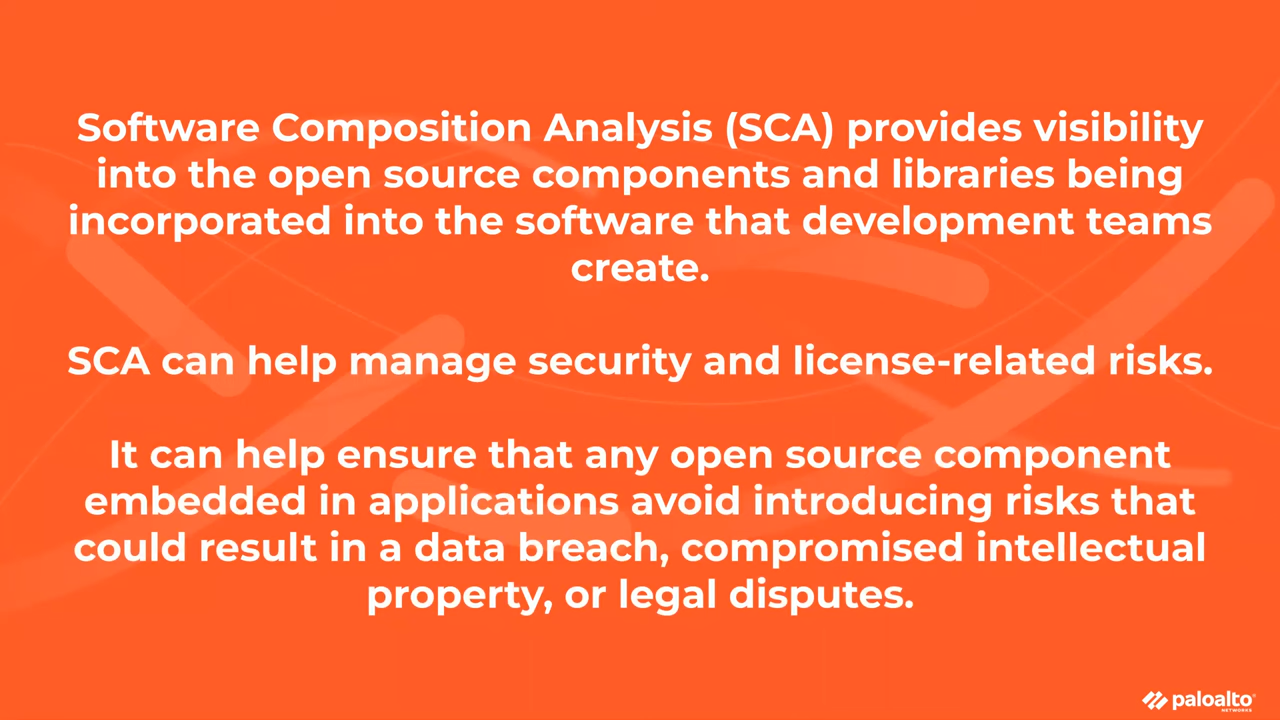 Software Composition Analysis (SCA) provides visibility
into the open source components and libraries being
incorporated into the software that development teams
create.
SCA can help manage security and license-related risks.
It can help ensure that any open source component
embedded in applications avoid introducing risks that
could result in a data breach, compromised intellectual
property, or legal disputes.
paloalto
NETWORKS